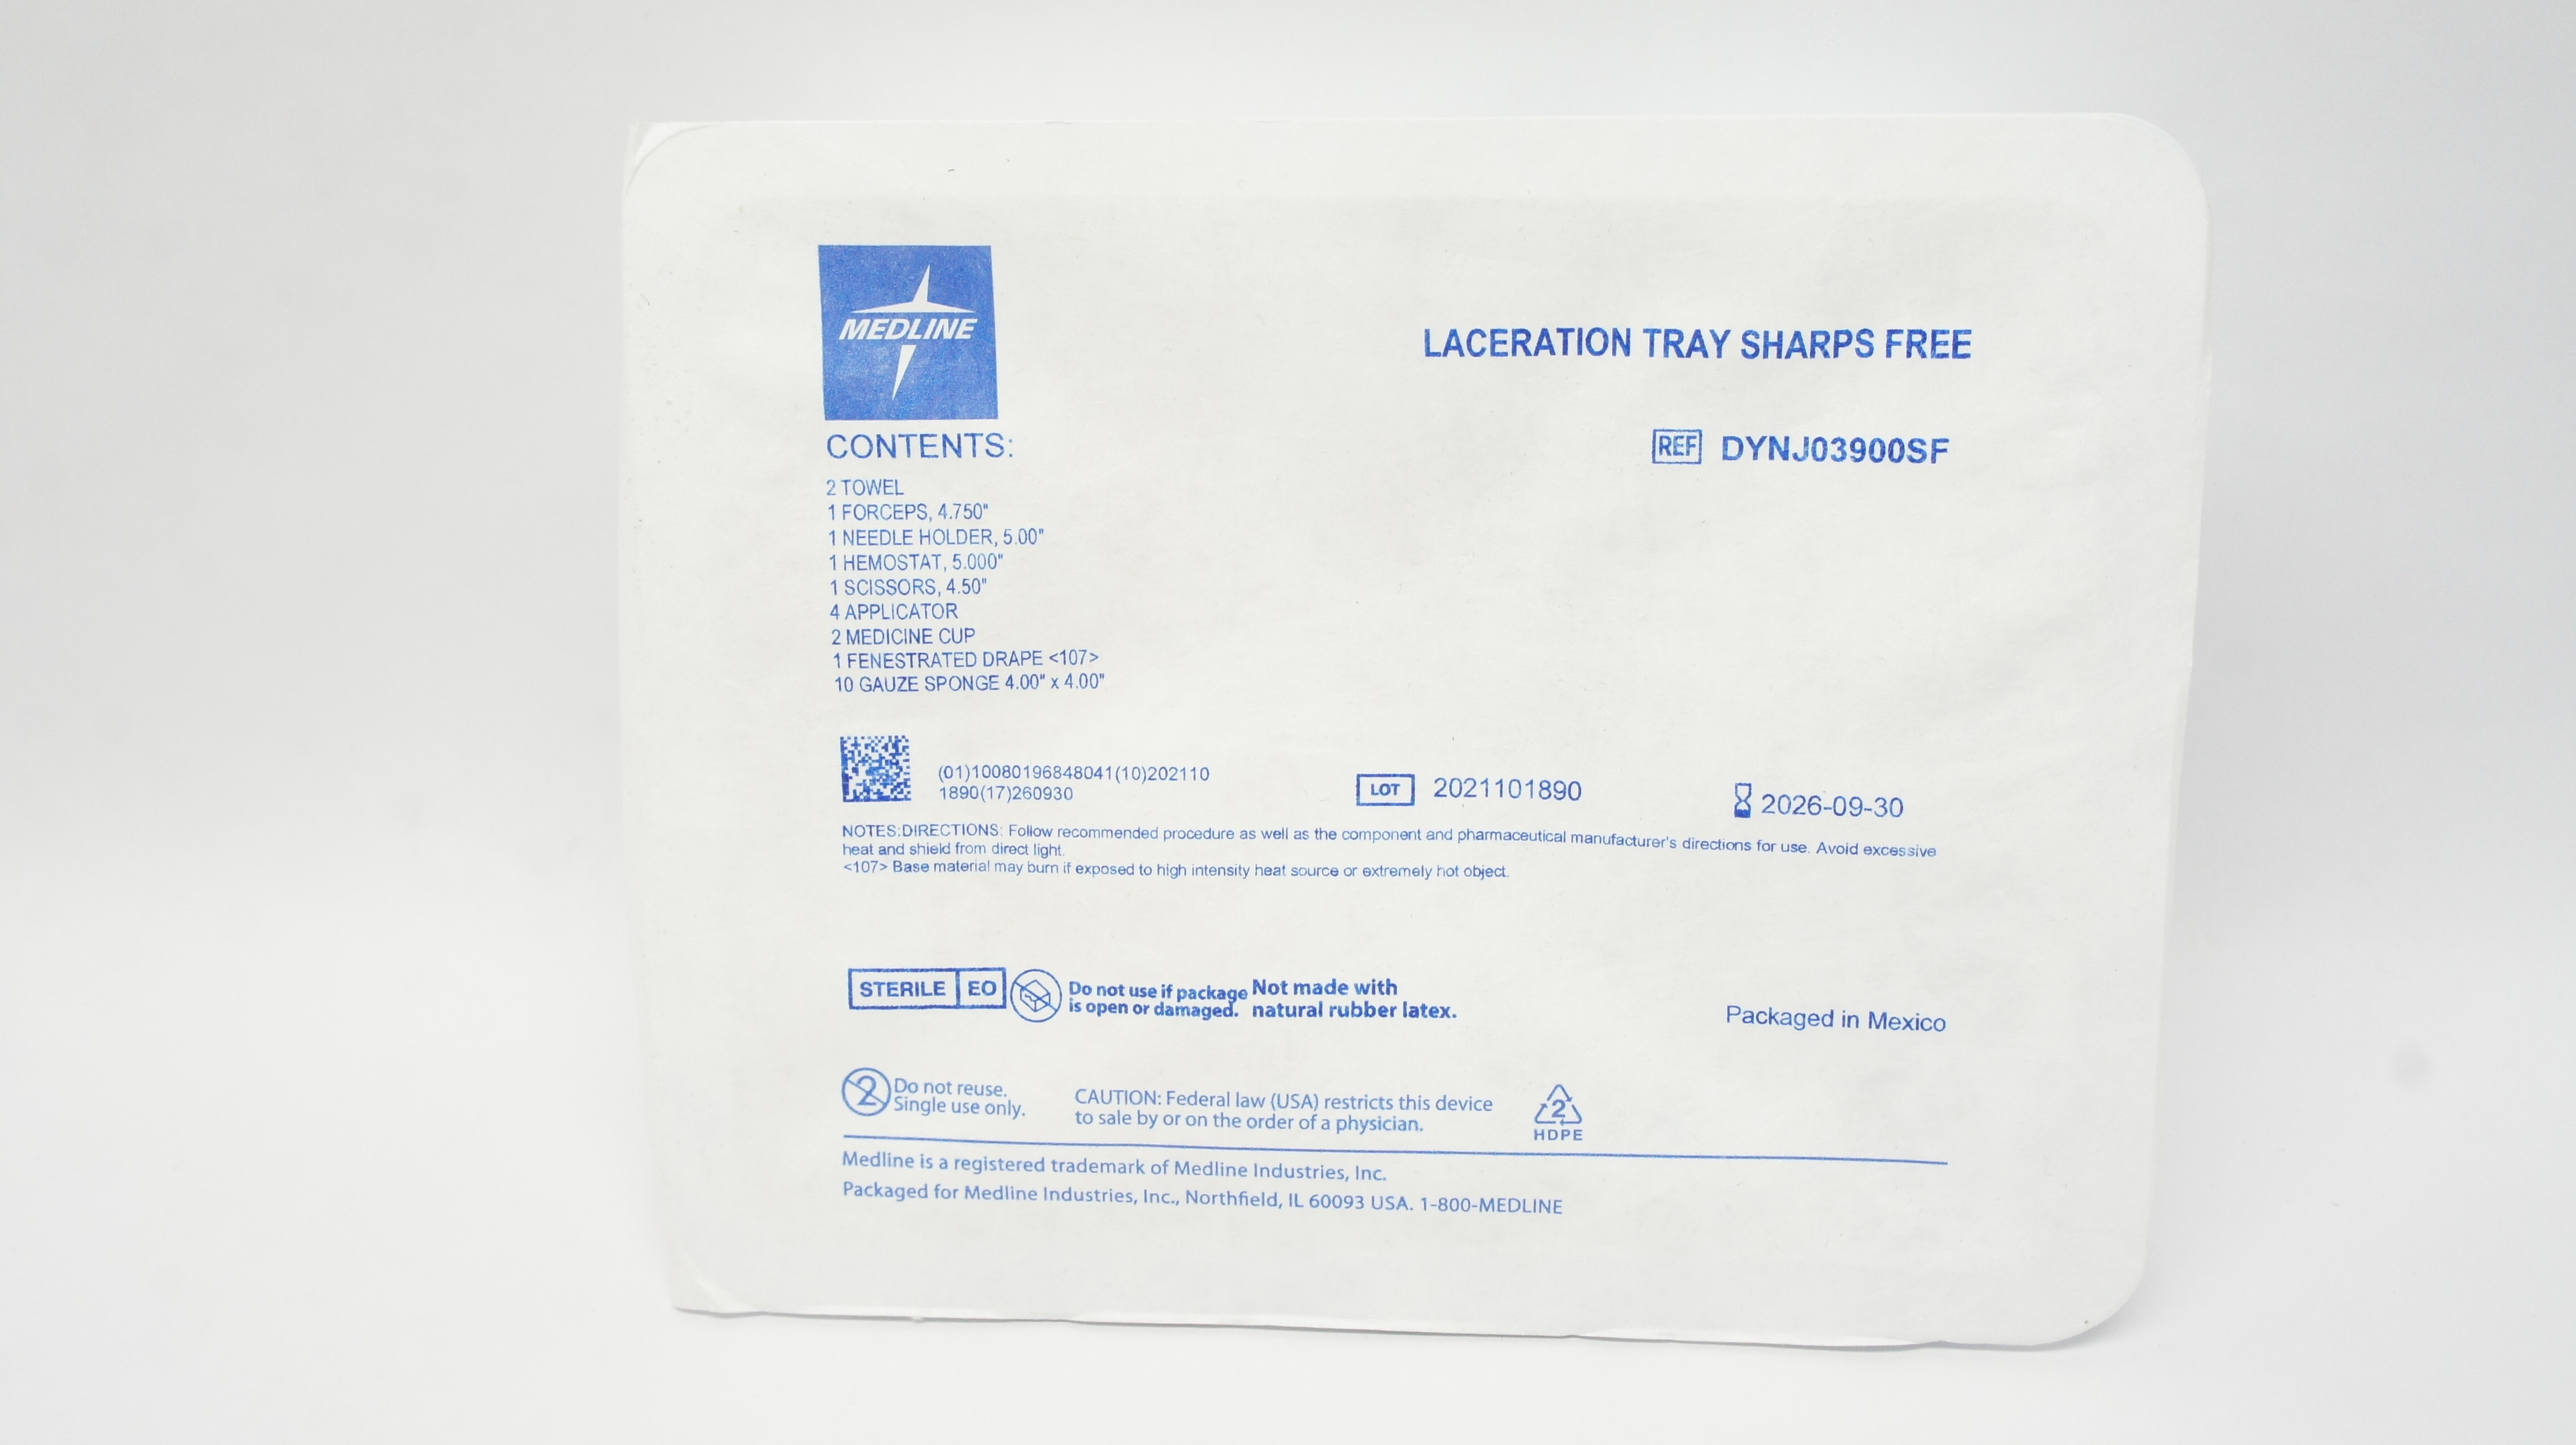 MEDLINE
LACERATION TRAY SHARPS FREE
REF DYNJ03900SF
CONTENTS:
2 TOWEL
1 FORCEPS, 4.750"
1 NEEDLE HOLDER, 5.00"
1 HEMOSTAT, 5.000"
1 SCISSORS, 4.50"
4 APPLICATOR
2 MEDICINE CUP
1 FENESTRATED DRAPE <107>
10 GAUZE SPONGE 4.00" x 4.00"
(01)10080196848041(10)202110
1890(17)260930
LOT 2021101890
2026-09-30
NOTES:DIRECTIONS: Follow recommended procedure as well as the component and pharmaceutical manufacturer's directions for use. Avoid excessive
heat and shield from direct light.
<107> Base material may burn if exposed to high intensity heat source or extremely hot object.
STERILE EO
Do not use if package
is open or damaged.
Not made with
natural rubber latex.
Packaged in Mexico
2
Do not reuse.
Single use only.
CAUTION: Federal law (USA) restricts this device
to sale by or on the order of a physician.
2
HDPE
Medline is a registered trademark of Medline Industries, Inc.
Packaged for Medline Industries, Inc., Northfield, IL 60093 USA. 1-800-MEDLINE